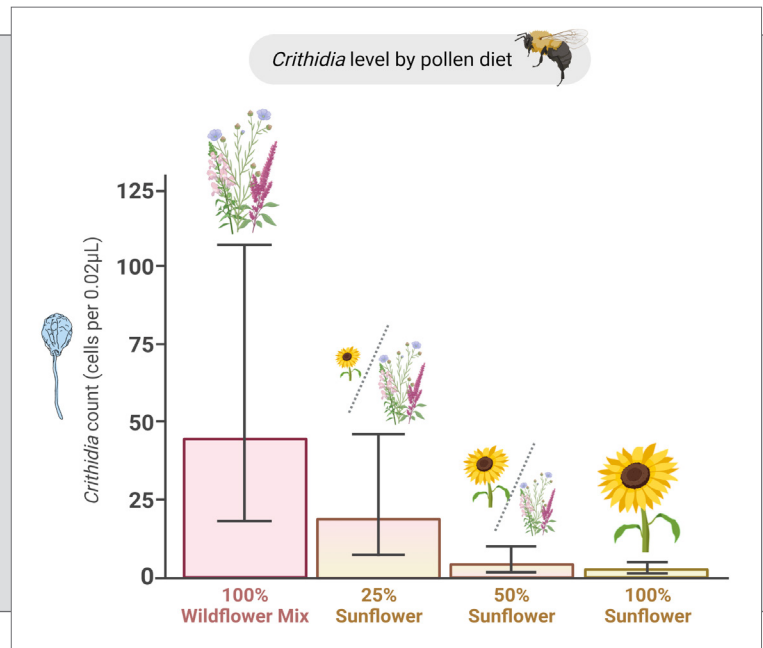 Crithidia level by pollen diet
Crithidia count (cells per 0.02µL)
125
100
75
50
25
0
100%
Wildflower Mix
25%
Sunflower
50%
Sunflower
100%
Sunflower